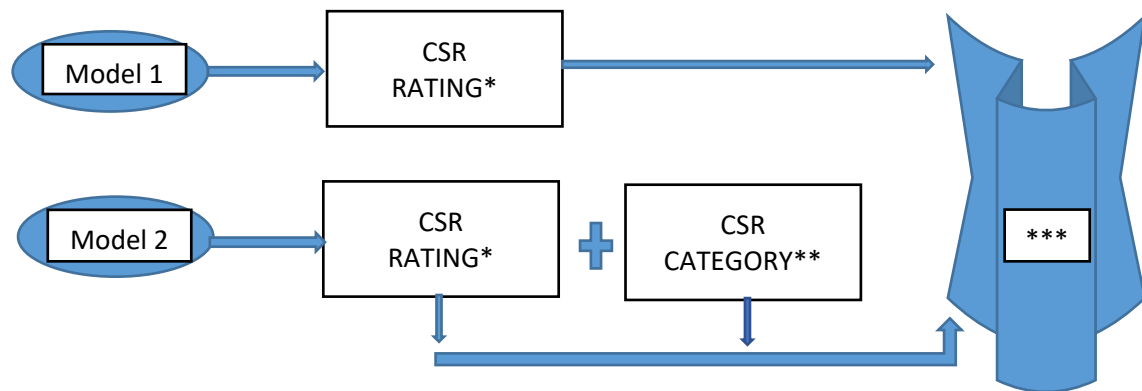 Model 1
CSR
RATING*
Model 2
CSR
RATING*
CSR
CATEGORY**
***